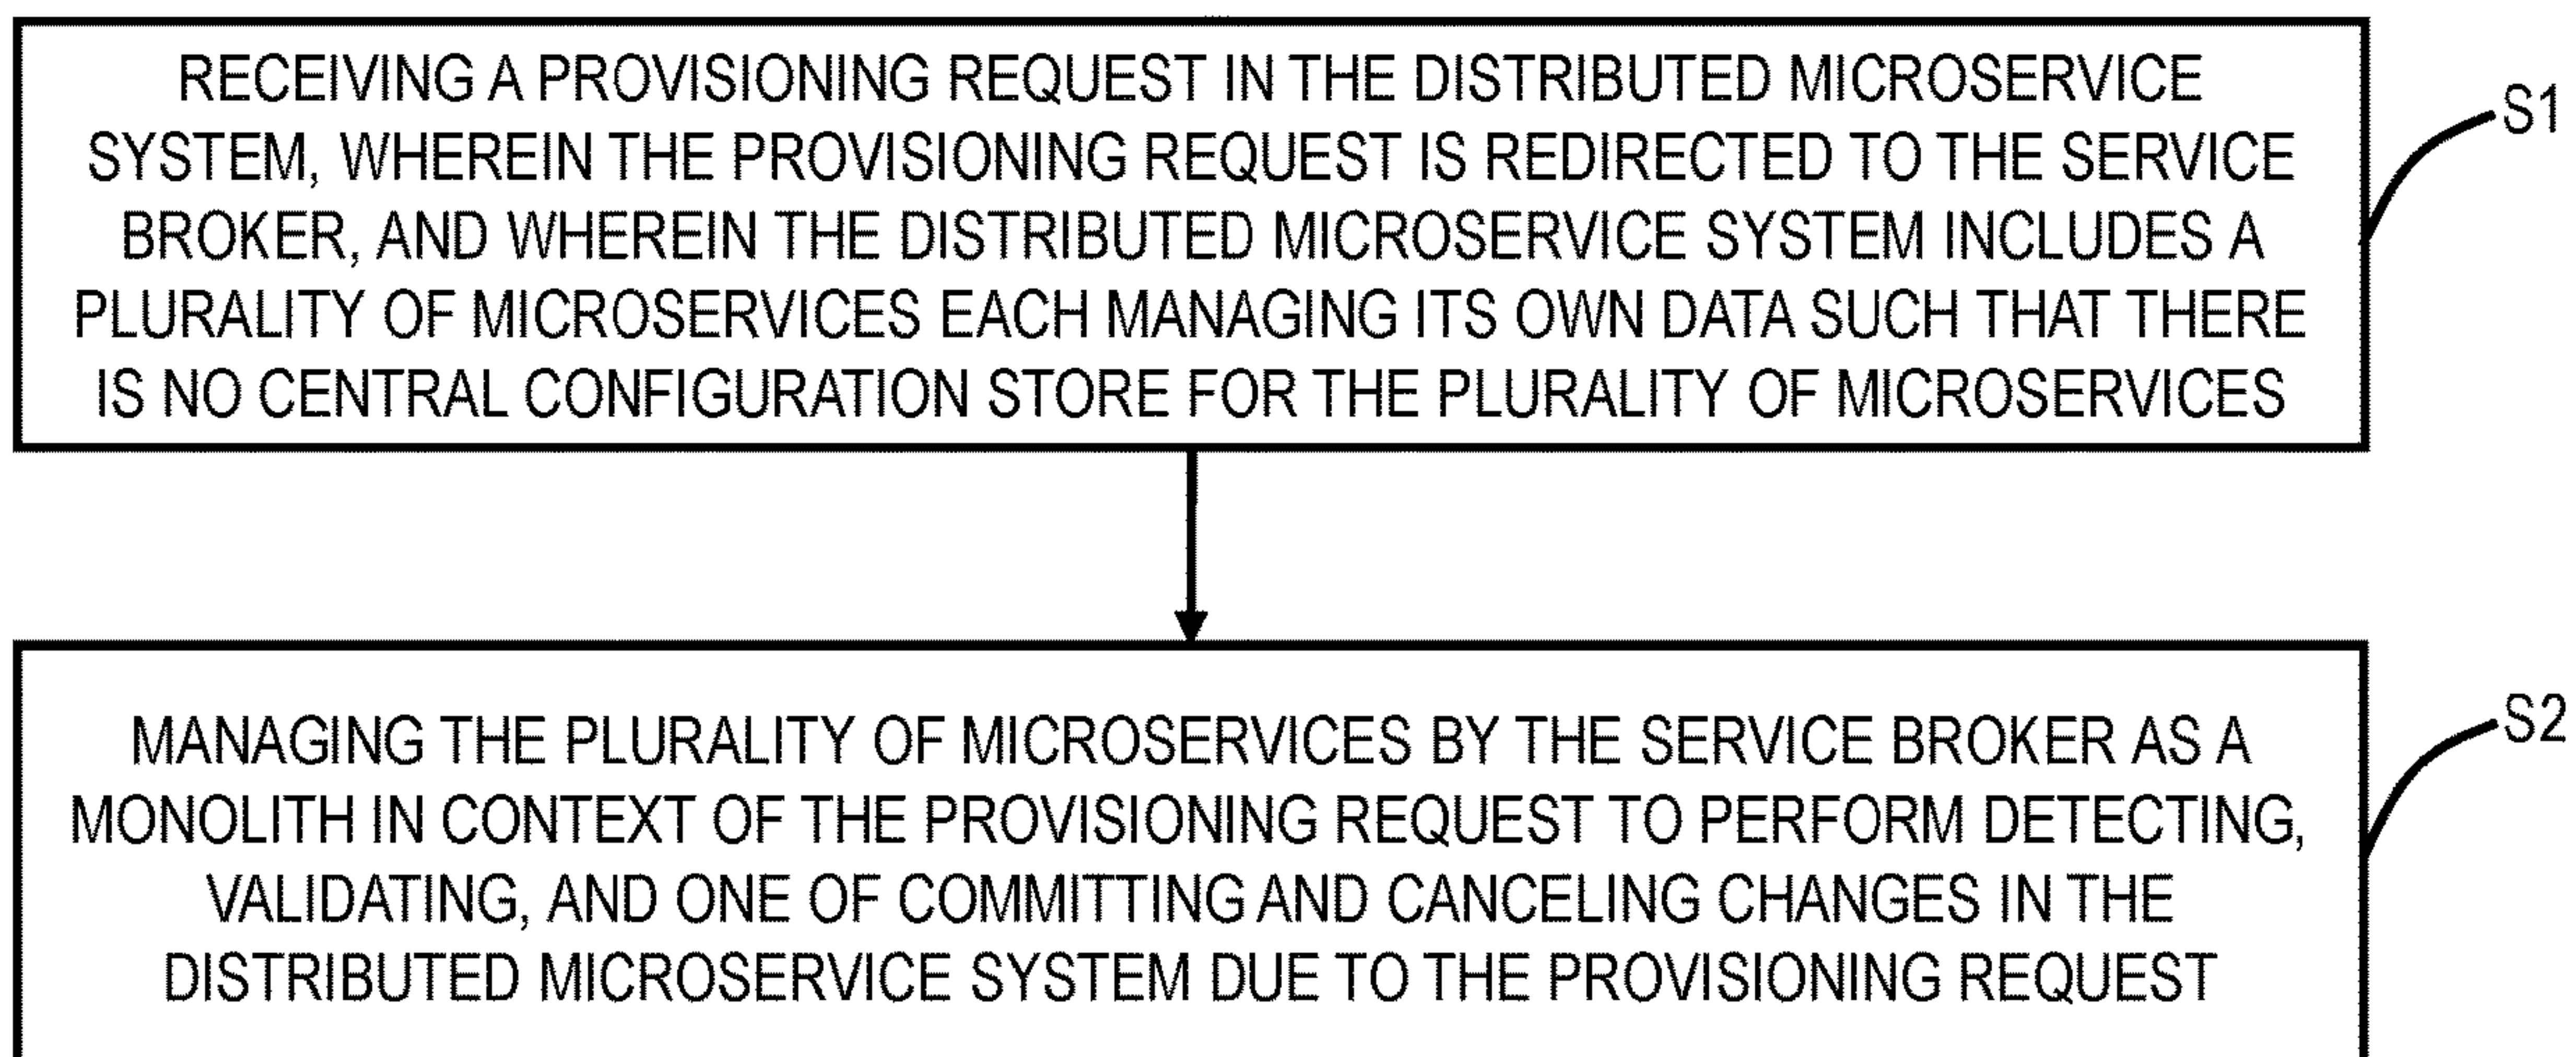 RECEIVING A PROVISIONING REQUEST IN THE DISTRIBUTED MICROSERVICE
SYSTEM, WHEREIN THE PROVISIONING REQUEST IS REDIRECTED TO THE SERVICE
BROKER, AND WHEREIN THE DISTRIBUTED MICROSERVICE SYSTEM INCLUDES A
PLURALITY OF MICROSERVICES EACH MANAGING ITS OWN DATA SUCH THAT THERE
IS NO CENTRAL CONFIGURATION STORE FOR THE PLURALITY OF MICROSERVICES
S1
MANAGING THE PLURALITY OF MICROSERVICES BY THE SERVICE BROKER AS A
MONOLITH IN CONTEXT OF THE PROVISIONING REQUEST TO PERFORM DETECTING,
VALIDATING, AND ONE OF COMMITTING AND CANCELING CHANGES IN THE
DISTRIBUTED MICROSERVICE SYSTEM DUE TO THE PROVISIONING REQUEST
S2